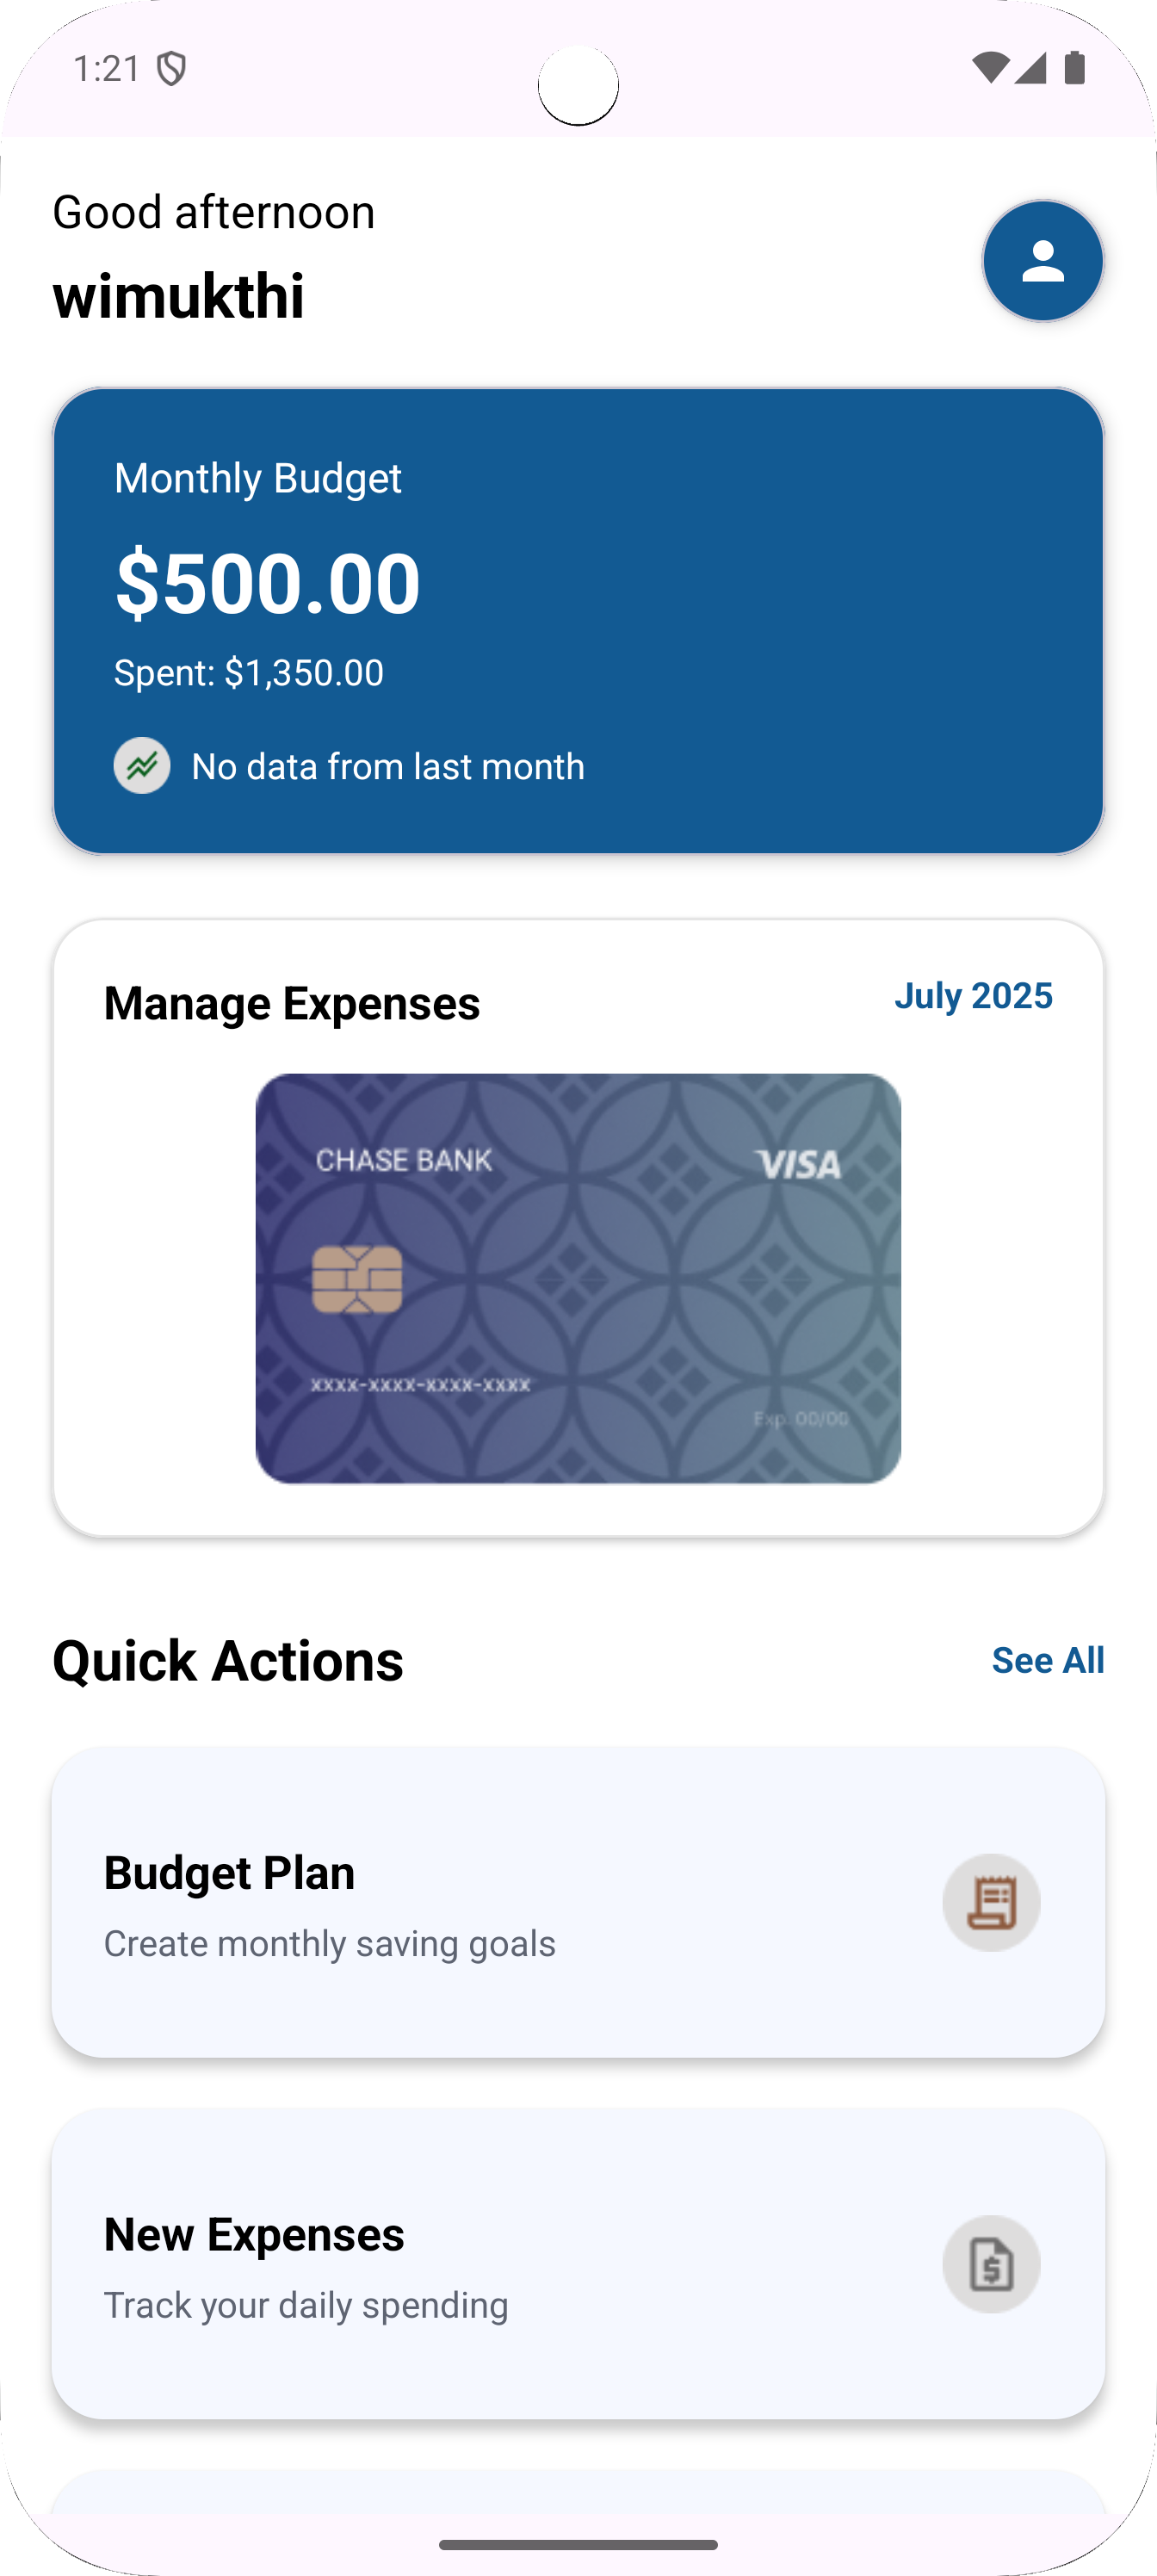 1:21
Good afternoon
wimukthi
Monthly Budget
$500.00
Spent: $1,350.00
No data from last month
Manage Expenses
July 2025
CHASE BANK
VISA
xxxx-xxxx-xxxx-xxxx
Exp. 00/00
Quick Actions
See All
Budget Plan
Create monthly saving goals
New Expenses
Track your daily spending